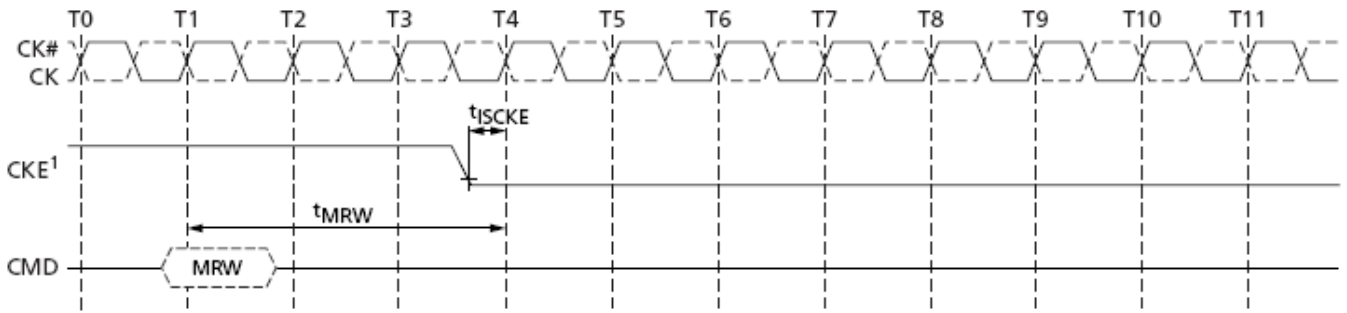 T0 T1 T2 T3 T4 T5 T6 T7 T8 T9 T10 T11
CK#
CK
tISCKE
CKE1
tMRW
CMD MRW